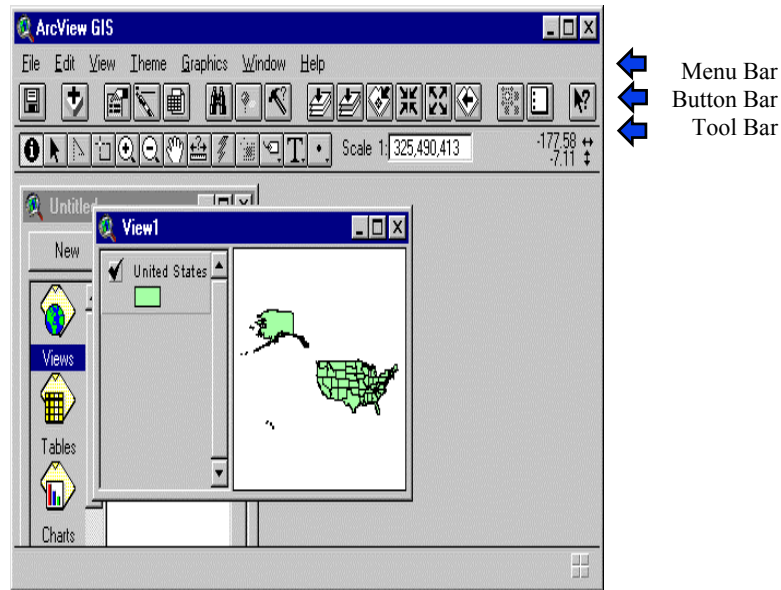 ArcView GIS
File Edit View Theme Graphics Window Help
Menu Bar
Button Bar
Tool Bar
Scale 1: 325,490,413
-177.58
-7.11
Untitled
View1
New
United States
Views
Tables
Charts